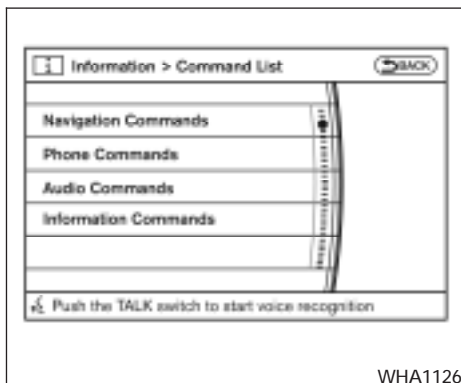 i Information > Command List BACK
Navigation Commands
Phone Commands
Audio Commands
Information Commands
Push the TALK switch to start voice recognition
WHA1126